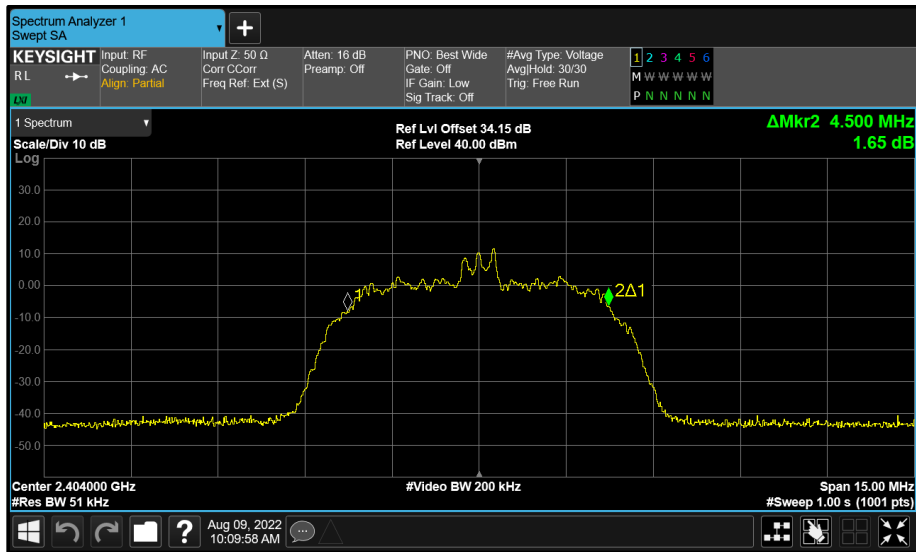 Spectrum Analyzer 1
Swept SA
▼
+
KEYSIGHT
R L
LXI
Input: RF
Coupling: AC
Align: Partial
Input Z: 50 Ω
Corr CCorr
Freq Ref: Ext (S)
Atten: 16 dB
Preamp: Off
PNO: Best Wide
Gate: Off
IF Gain: Low
Sig Track: Off
#Avg Type: Voltage
Avg|Hold: 30/30
Trig: Free Run
1 2 3 4 5 6
M W W W W W
P N N N N N
1 Spectrum ▼
Scale/Div 10 dB
Log
Ref Lvl Offset 34.15 dB
Ref Level 40.00 dBm
ΔMkr2 4.500 MHz
1.65 dB
30.0
20.0
10.0
0.00
-10.0
-20.0
-30.0
-40.0
-50.0
1
2Δ1
Center 2.404000 GHz
#Video BW 200 kHz
Span 15.00 MHz
#Res BW 51 kHz
#Sweep 1.00 s (1001 pts)
?
Aug 09, 2022
10:09:58 AM